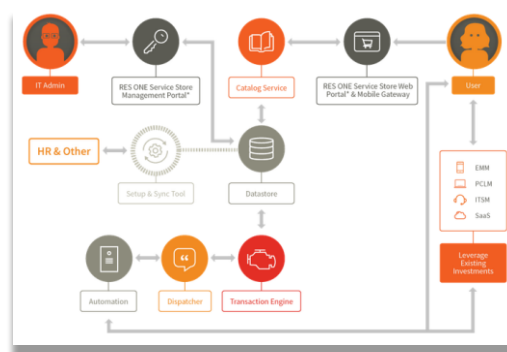 IT Admin
RES ONE Service Store
Management Portal*
Catalog Service
RES ONE Service Store Web
Portal* & Mobile Gateway
User
HR & Other
Setup & Sync Tool
Datastore
EMM
PCLM
ITSM
SaaS
Leverage
Existing
Investments
Automation
Dispatcher
Transaction Engine